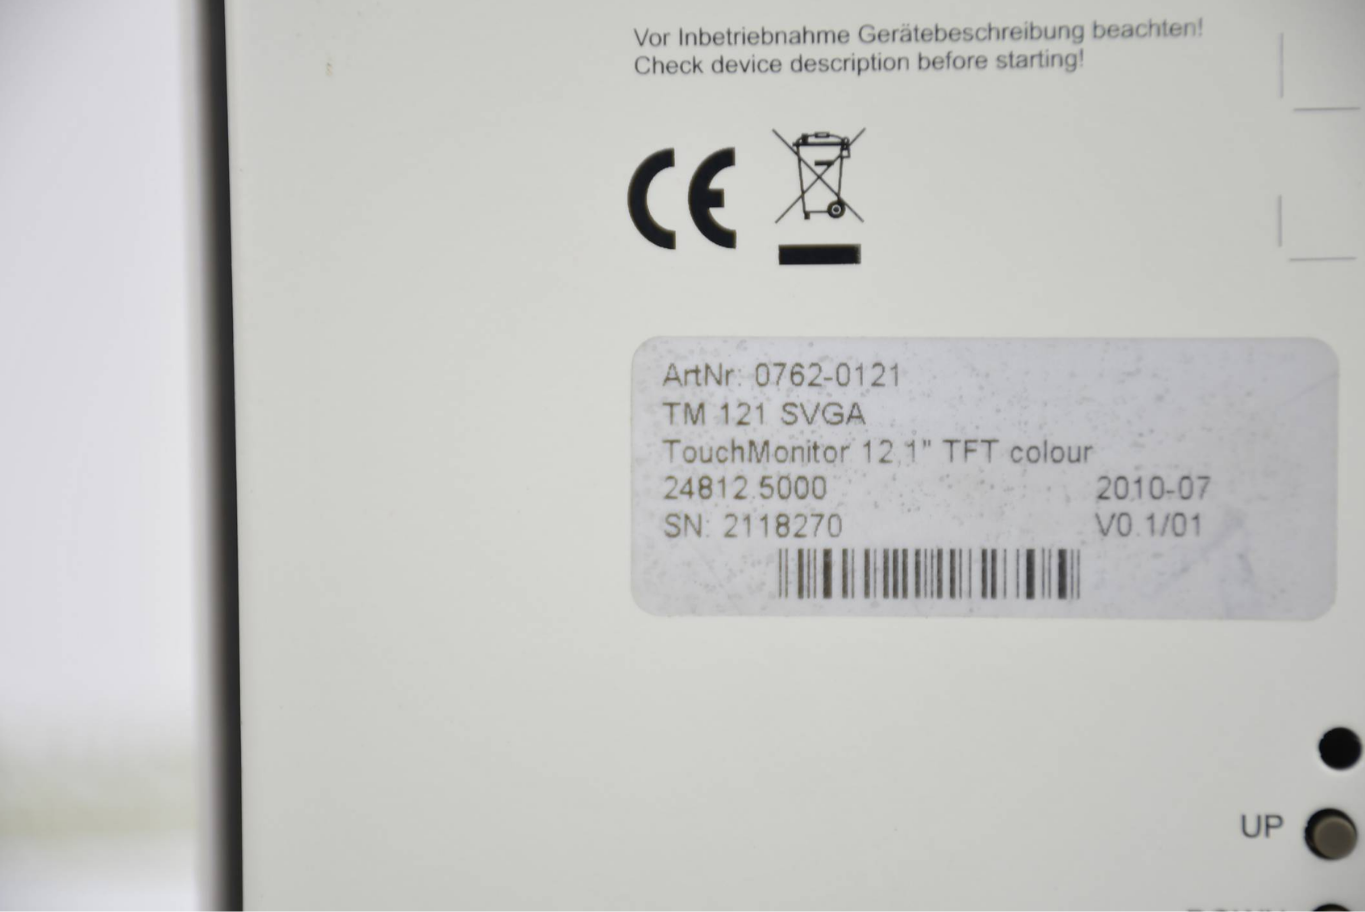 Vor Inbetriebnahme Gerätebeschreibung beachten!
Check device description before starting!
CE
ArtNr: 0762-0121
TM 121 SVGA
TouchMonitor 12,1" TFT colour
24812.5000 2010-07
SN: 2118270 V0.1/01
UP